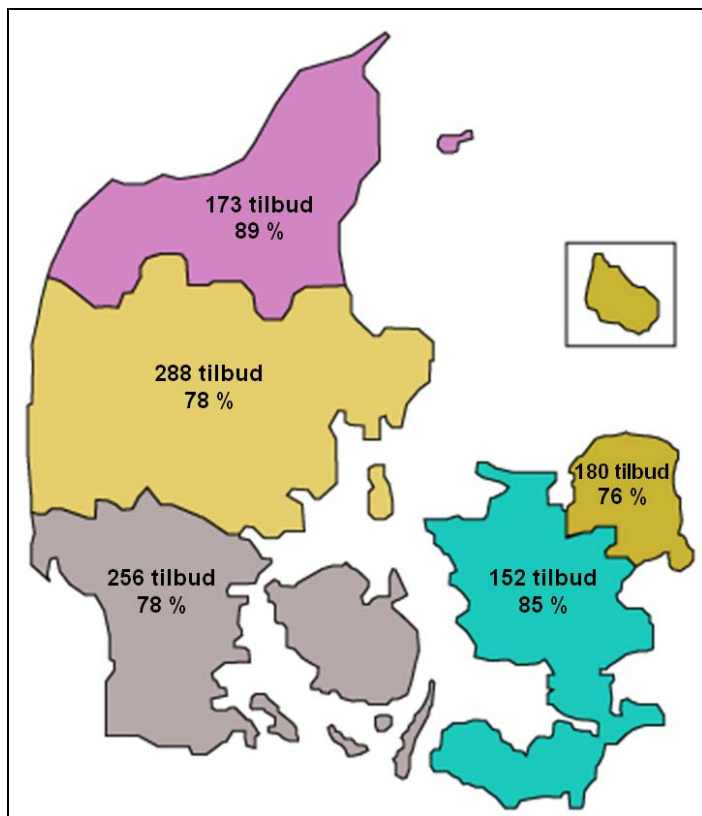 173 tilbud
89 %
288 tilbud
78 %
180 tilbud
76 %
256 tilbud
78 %
152 tilbud
85 %